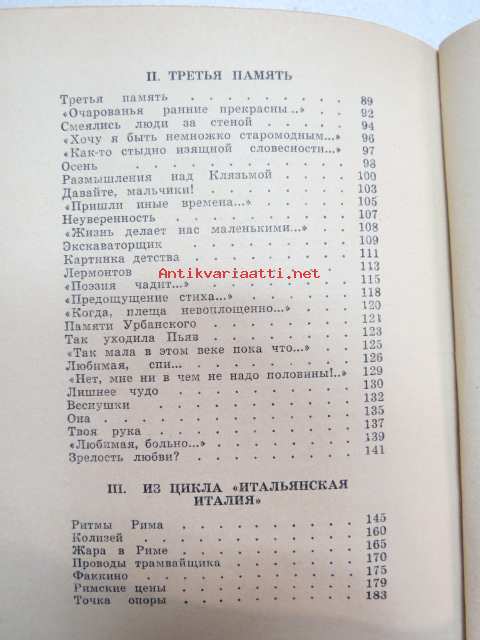 II. ТРЕТЬЯ ПАМЯТЬ
Третья память . . . . . . . . 89
«Очарованья ранние прекрасны..» . . 92
Смеялись люди за стеной . . . . 94
«Хочу я быть немножко старомодным...» 96
«Как-то стыдно изящной словесности...» 97
Осень . . . . . . . . . . 98
Размышления над Клязьмой . . . . 100
Давайте, мальчики! . . . . . . 103
«Пришли иные времена...» . . . . 105
Неуверенность . . . . . . . . 107
«Жизнь делает нас маленькими...» . . 108
Экскаваторщик . . . . . . . . 109
Картинка детства . . . . . . . 111
Лермонтов . . . . . . . . 113
«Поэзия чадит...» . . . . . . . 115
«Предощущение стиха...» . . . . . 118
«Когда, плеща невоплощенно...» . . . 120
Памяти Урбанского . . . . . . . 121
Так уходила Пьяв . . . . . . . 123
«Так мала в этом веке пока что...» . . 125
Любимая, спи... . . . . . . . 126
«Нет, мне ни в чем не надо половины!..» 129
Лишнее чудо . . . . . . . . 130
Веснушки . . . . . . . . . 132
Она . . . . . . . . . . 135
Твоя рука . . . . . . . . . 137
«Любимая, больно...» . . . . . . 139
Зрелость любви? . . . . . . . 141
III. ИЗ ЦИКЛА «ИТАЛЬЯНСКАЯ
ИТАЛИЯ»
Ритмы Рима . . . . . . . . 145
Колизей . . . . . . . . . 160
Жара в Риме . . . . . . . . 165
Проводы трамвайщика . . . . . 170
Факкино . . . . . . . . . 175
Римские цены . . . . . . . . 179
Точка опоры . . . . . . . . 183
Antikvariaatti.net